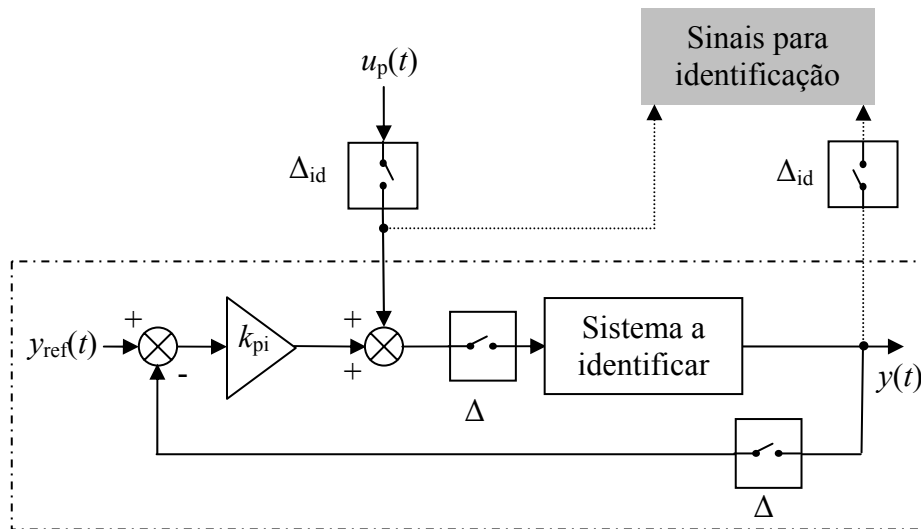 Sinais para
identificação
u_p(t)
Δ_id
Δ_id
y_ref(t)
+
-
k_pi
+
+
Δ
Sistema a
identificar
y(t)
Δ